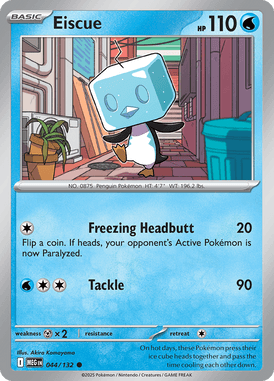 BASIC
Eiscue
HP 110
NO. 0875 Penguin Pokémon HT: 4'7" WT: 196.2 lbs.
Freezing Headbutt 20
Flip a coin. If heads, your opponent's Active Pokémon is
now Paralyzed.
Tackle 90
weakness ×2 resistance retreat
Illus. Akira Komayama
I MEG EN 044/132
On hot days, these Pokémon press their
ice cube heads together and pass the
time cooling each other down.
©2025 Pokémon / Nintendo / Creatures / GAME FREAK